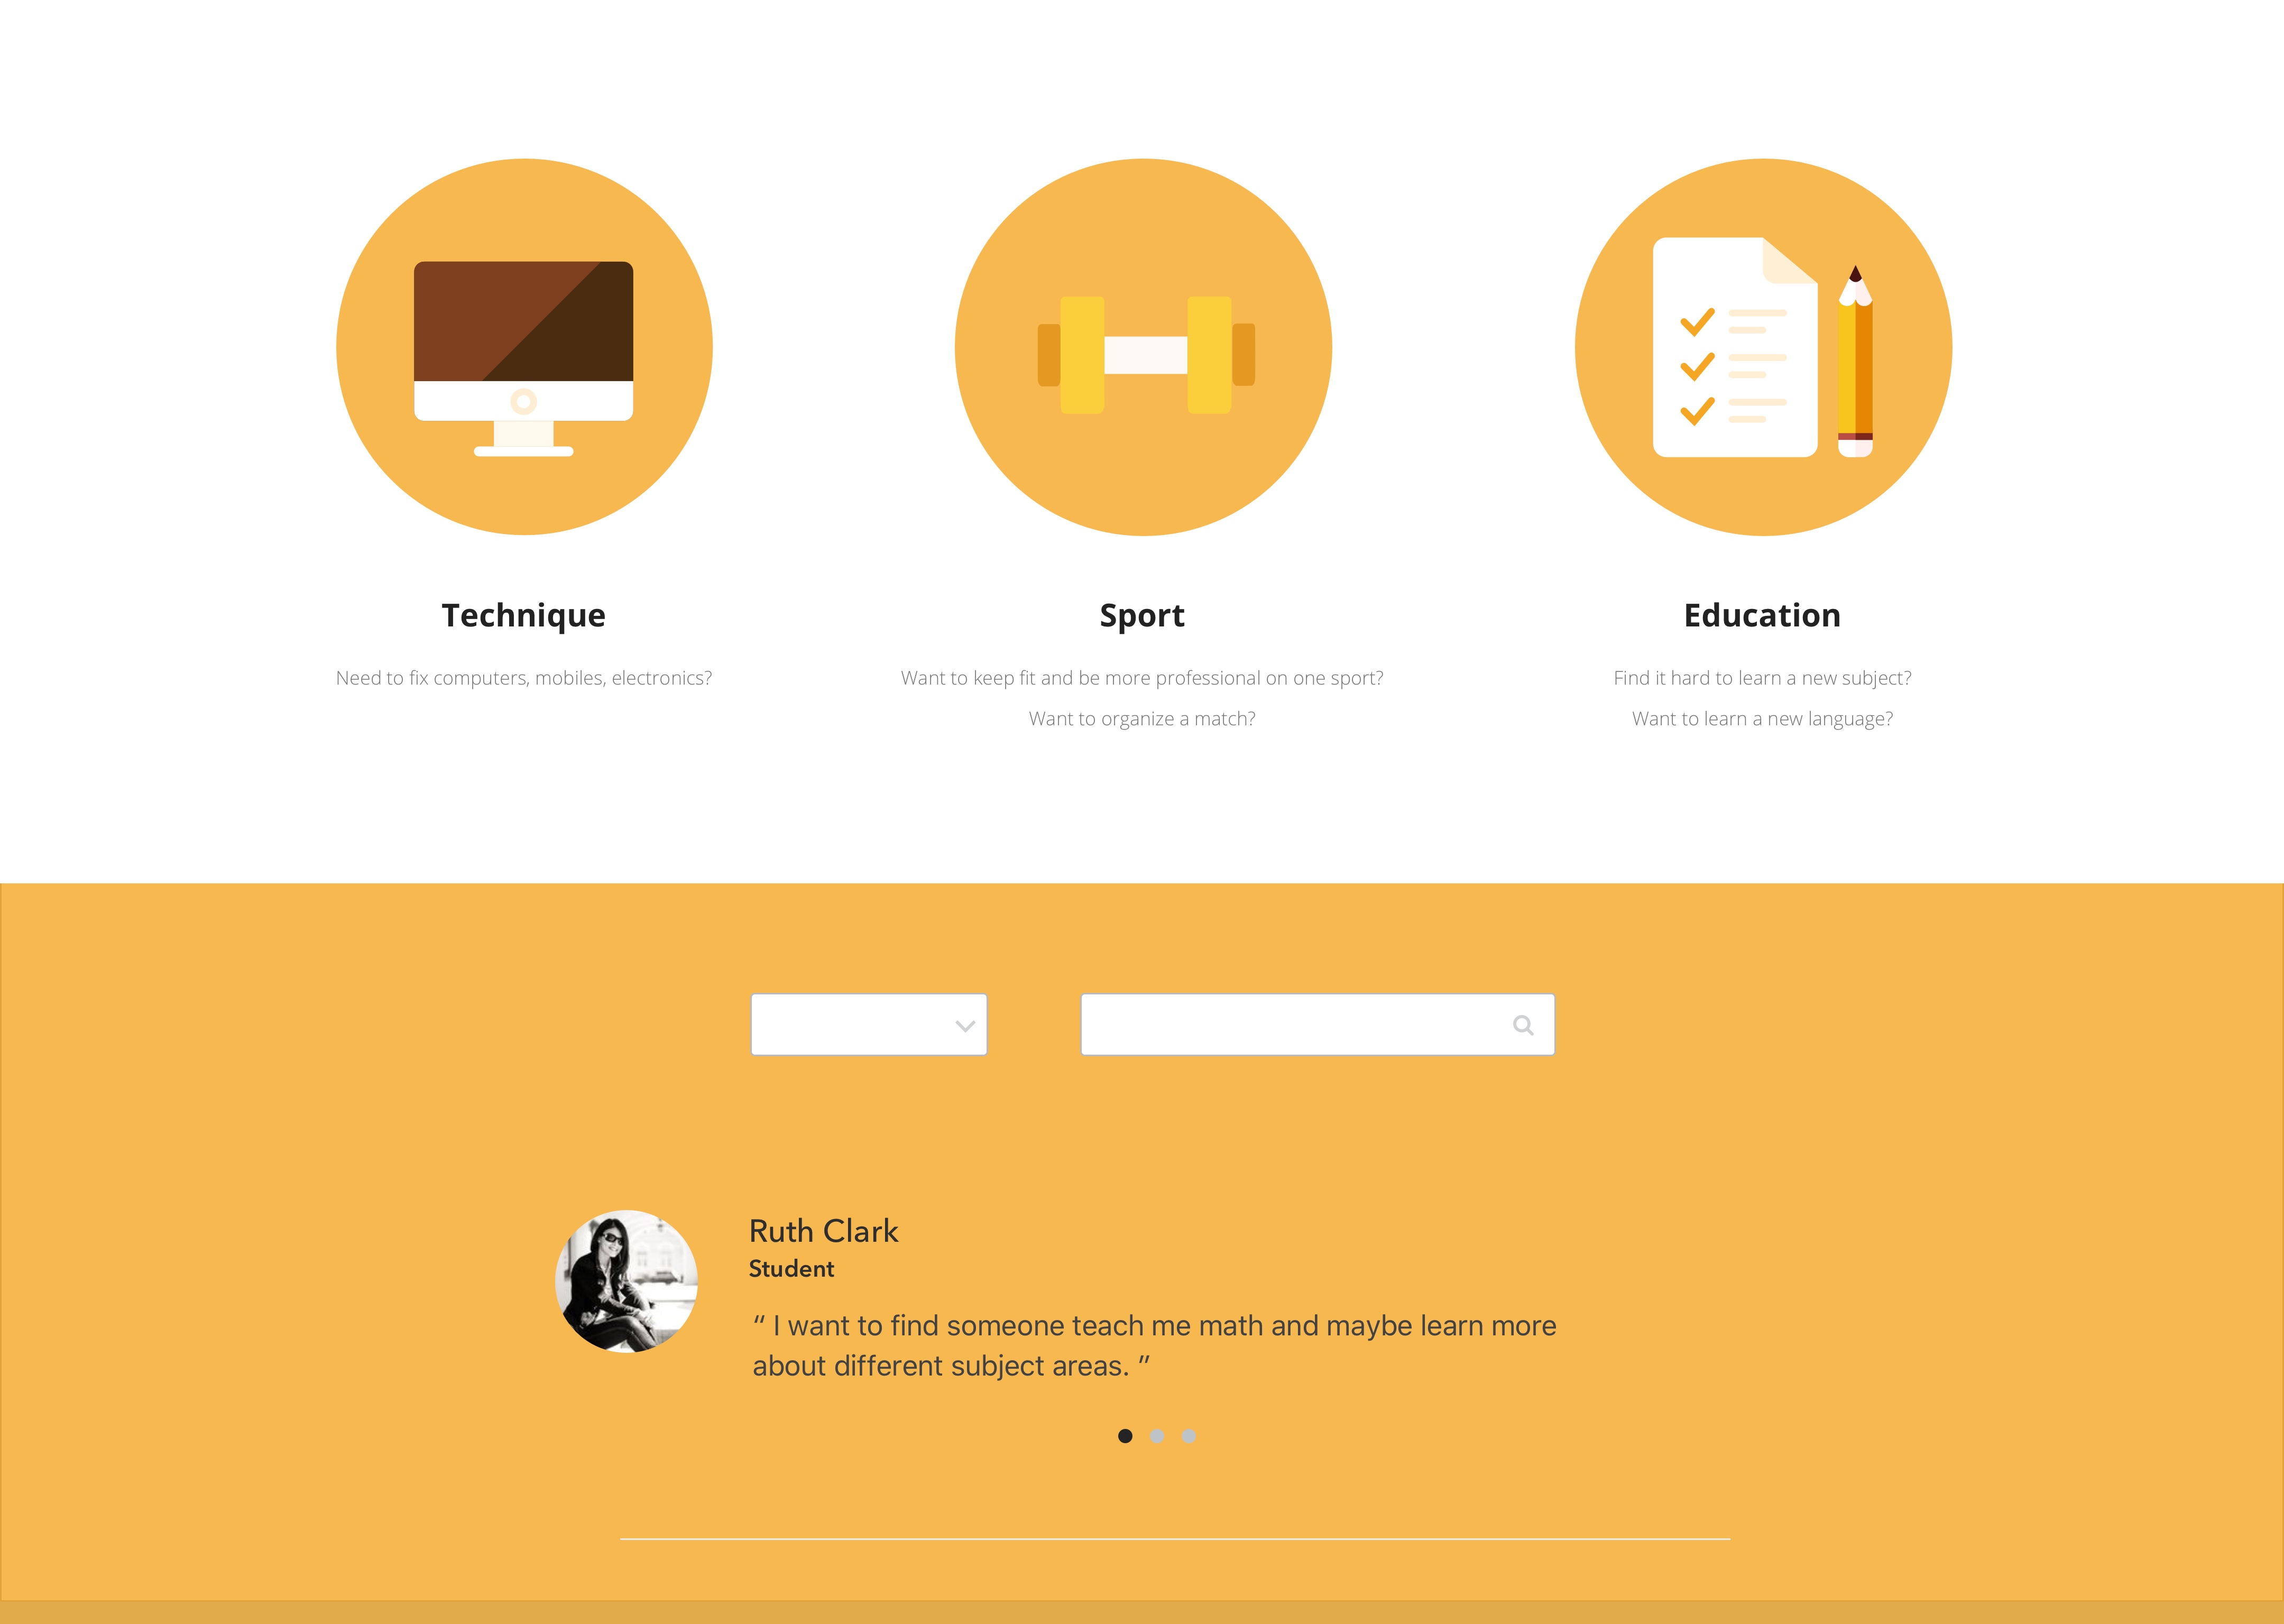 Technique
Need to fix computers, mobiles, electronics?
Sport
Want to keep fit and be more professional on one sport?
Want to organize a match?
Education
Find it hard to learn a new subject?
Want to learn a new language?
Ruth Clark
Student
“ I want to find someone teach me math and maybe learn more
about different subject areas. ”